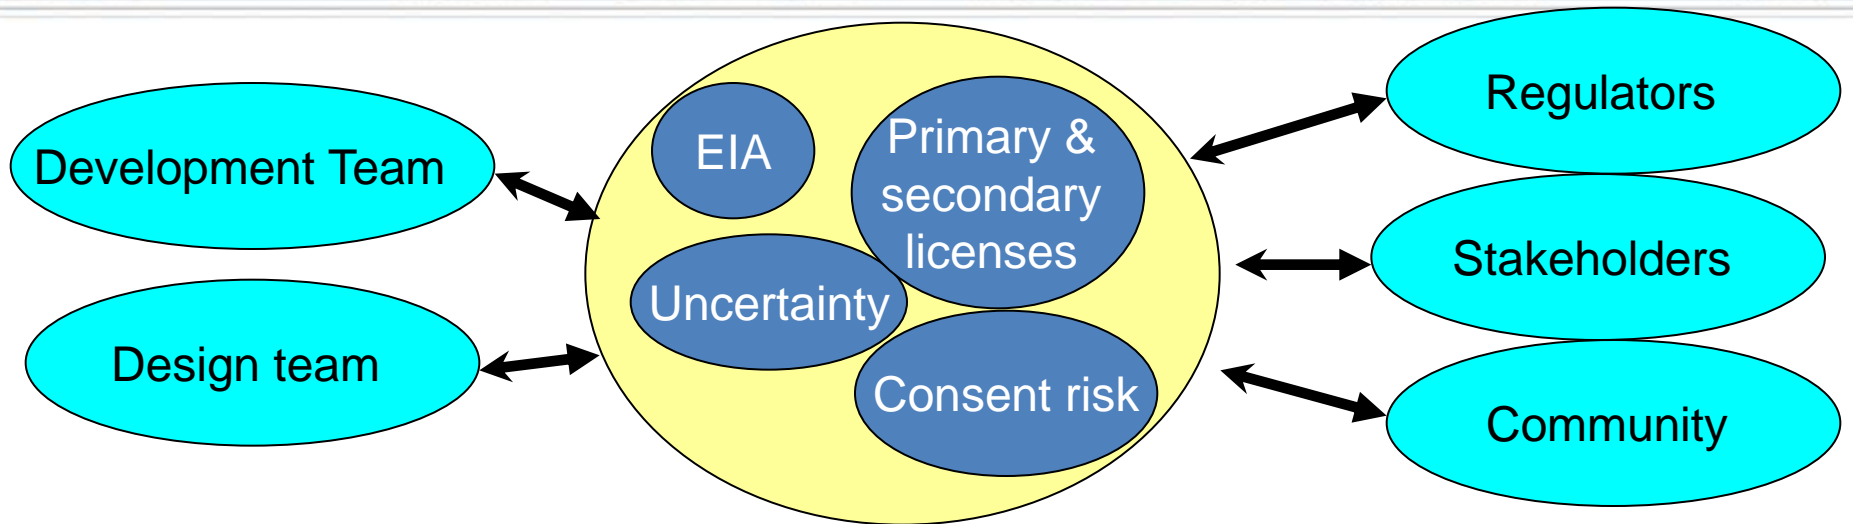 Development Team
Design team
EIA
Primary &
secondary
licenses
Uncertainty
Consent risk
Regulators
Stakeholders
Community